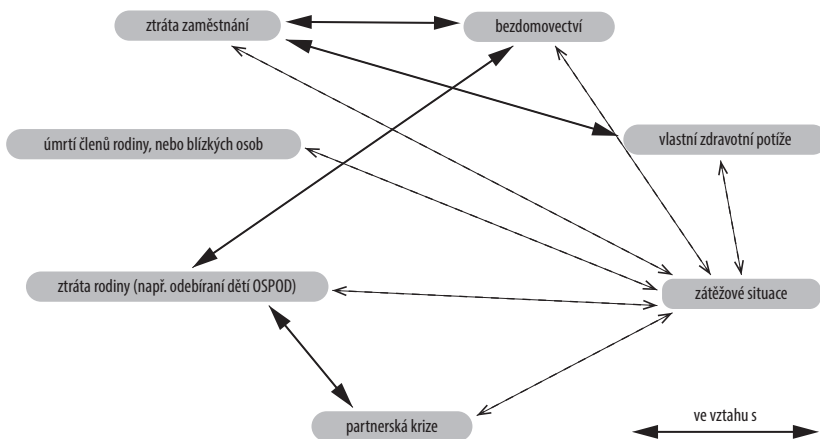 ztráta zaměstnání
bezdomovectví
úmrtí členů rodiny, nebo blízkých osob
vlastní zdravotní potíže
ztráta rodiny (např. odebíraní dětí OSPOD)
zátěžové situace
partnerská krize
ve vztahu s